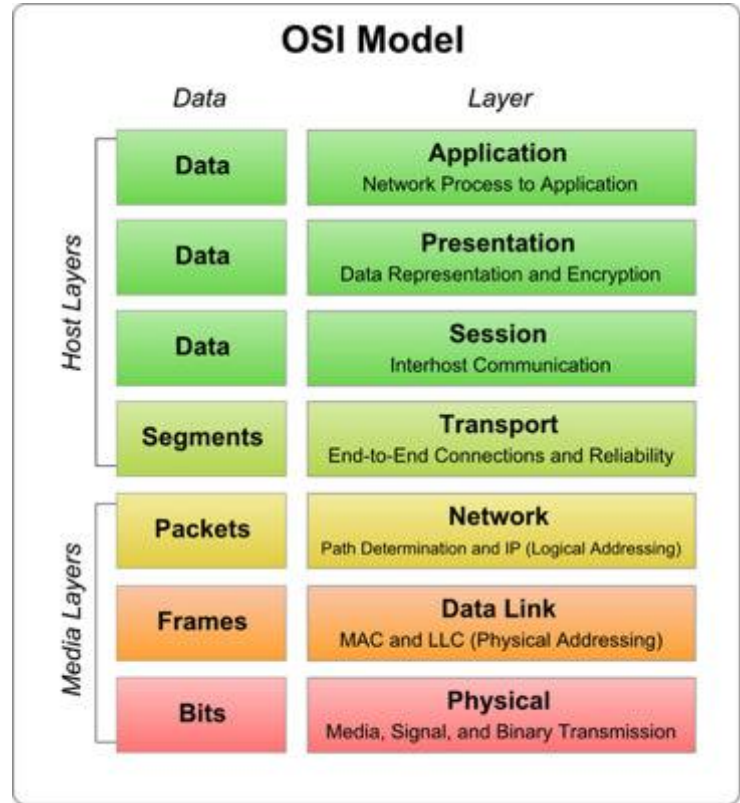 OSI Model
Data Layer
Host Layers
Data
Application
Network Process to Application
Data
Presentation
Data Representation and Encryption
Data
Session
Interhost Communication
Segments
Transport
End-to-End Connections and Reliability
Media Layers
Packets
Network
Path Determination and IP (Logical Addressing)
Frames
Data Link
MAC and LLC (Physical Addressing)
Bits
Physical
Media, Signal, and Binary Transmission